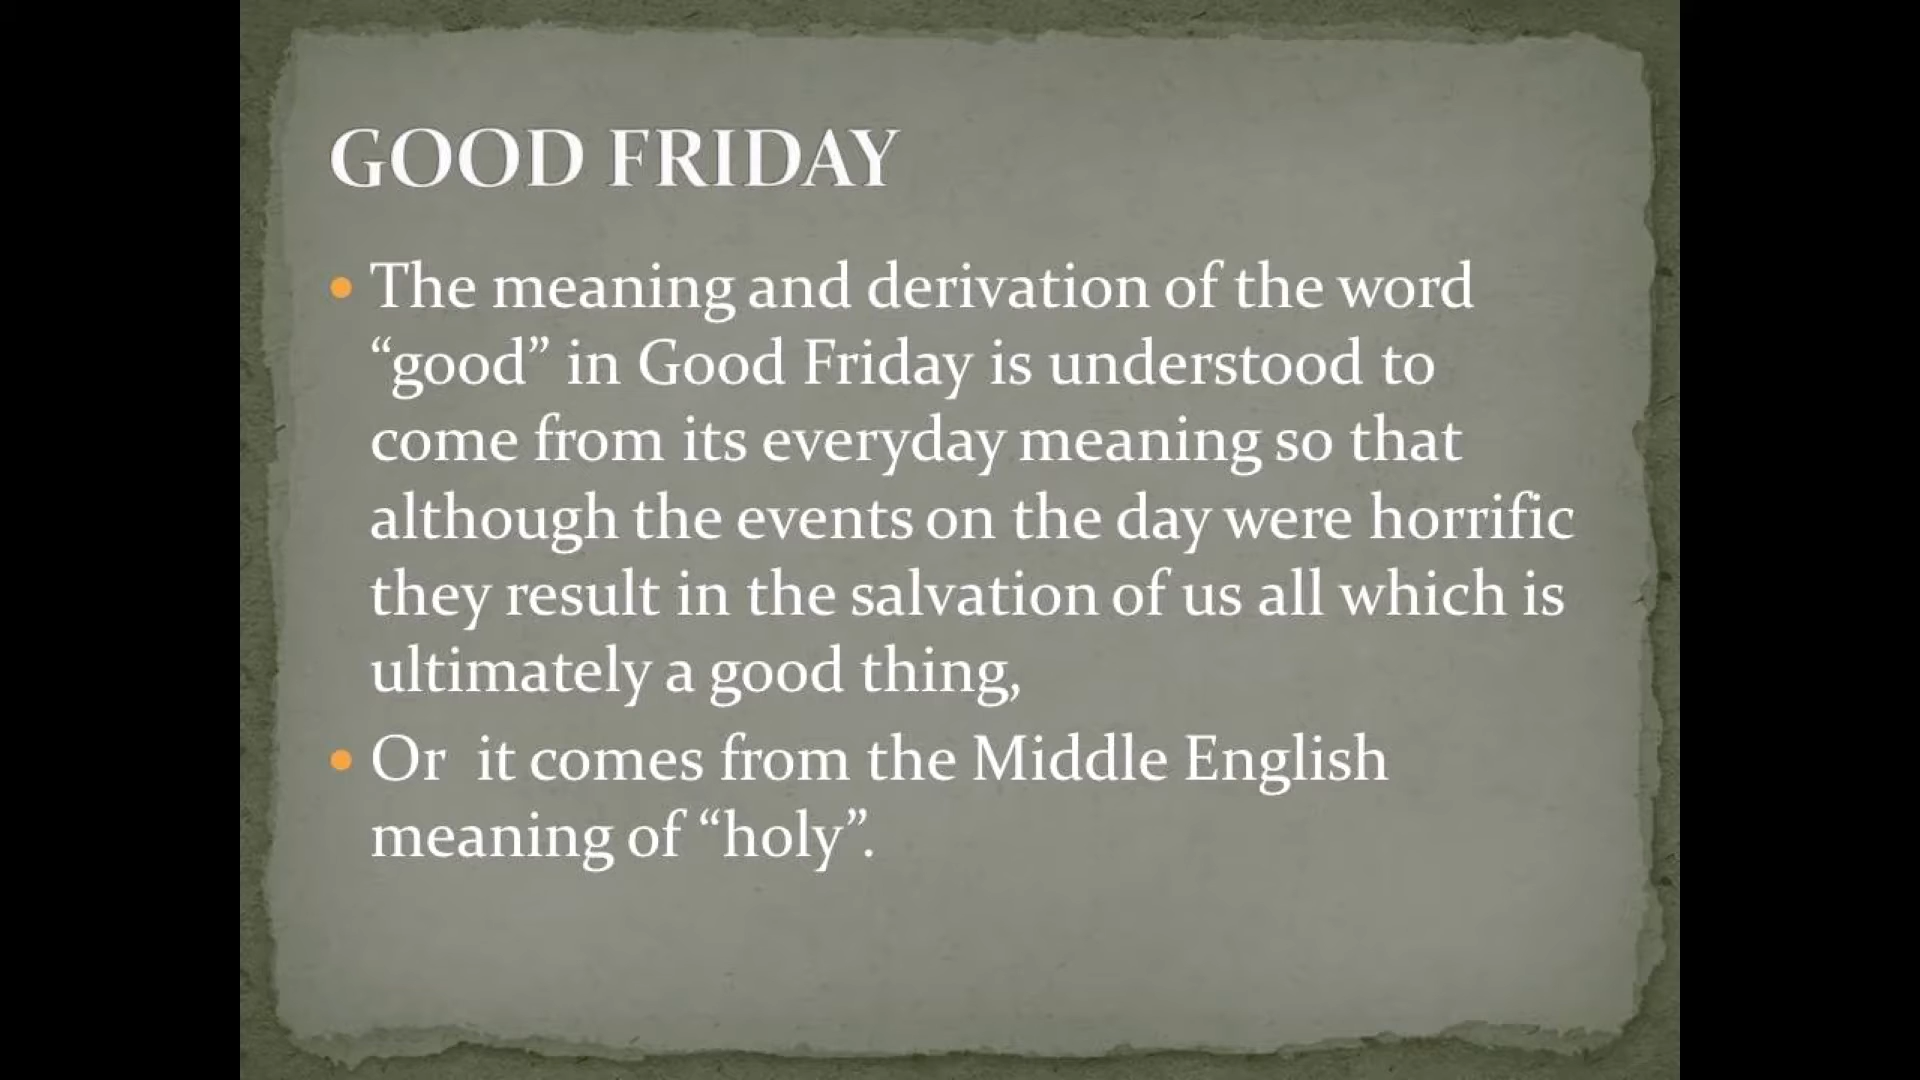 GOOD FRIDAY
• The meaning and derivation of the word
“good” in Good Friday is understood to
come from its everyday meaning so that
although the events on the day were horrific
they result in the salvation of us all which is
ultimately a good thing,
• Or  it comes from the Middle English
meaning of “holy”.